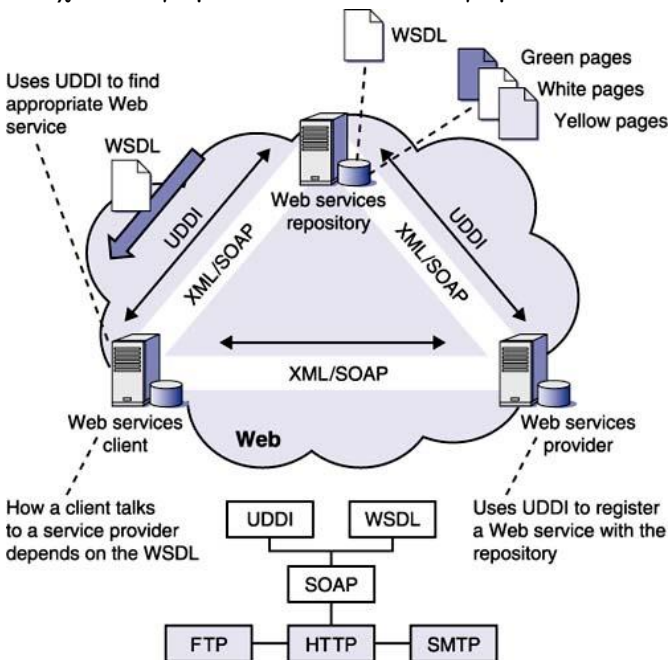 WSDL
Green pages
White pages
Yellow pages
Uses UDDI to find
appropriate Web
service
WSDL
UDDI
XML/SOAP
Web services
repository
UDDI
XML/SOAP
XML/SOAP
Web services
client
Web
Web services
provider
How a client talks
to a service provider
depends on the WSDL
Uses UDDI to register
a Web service with the
repository
UDDI
WSDL
SOAP
FTP
HTTP
SMTP